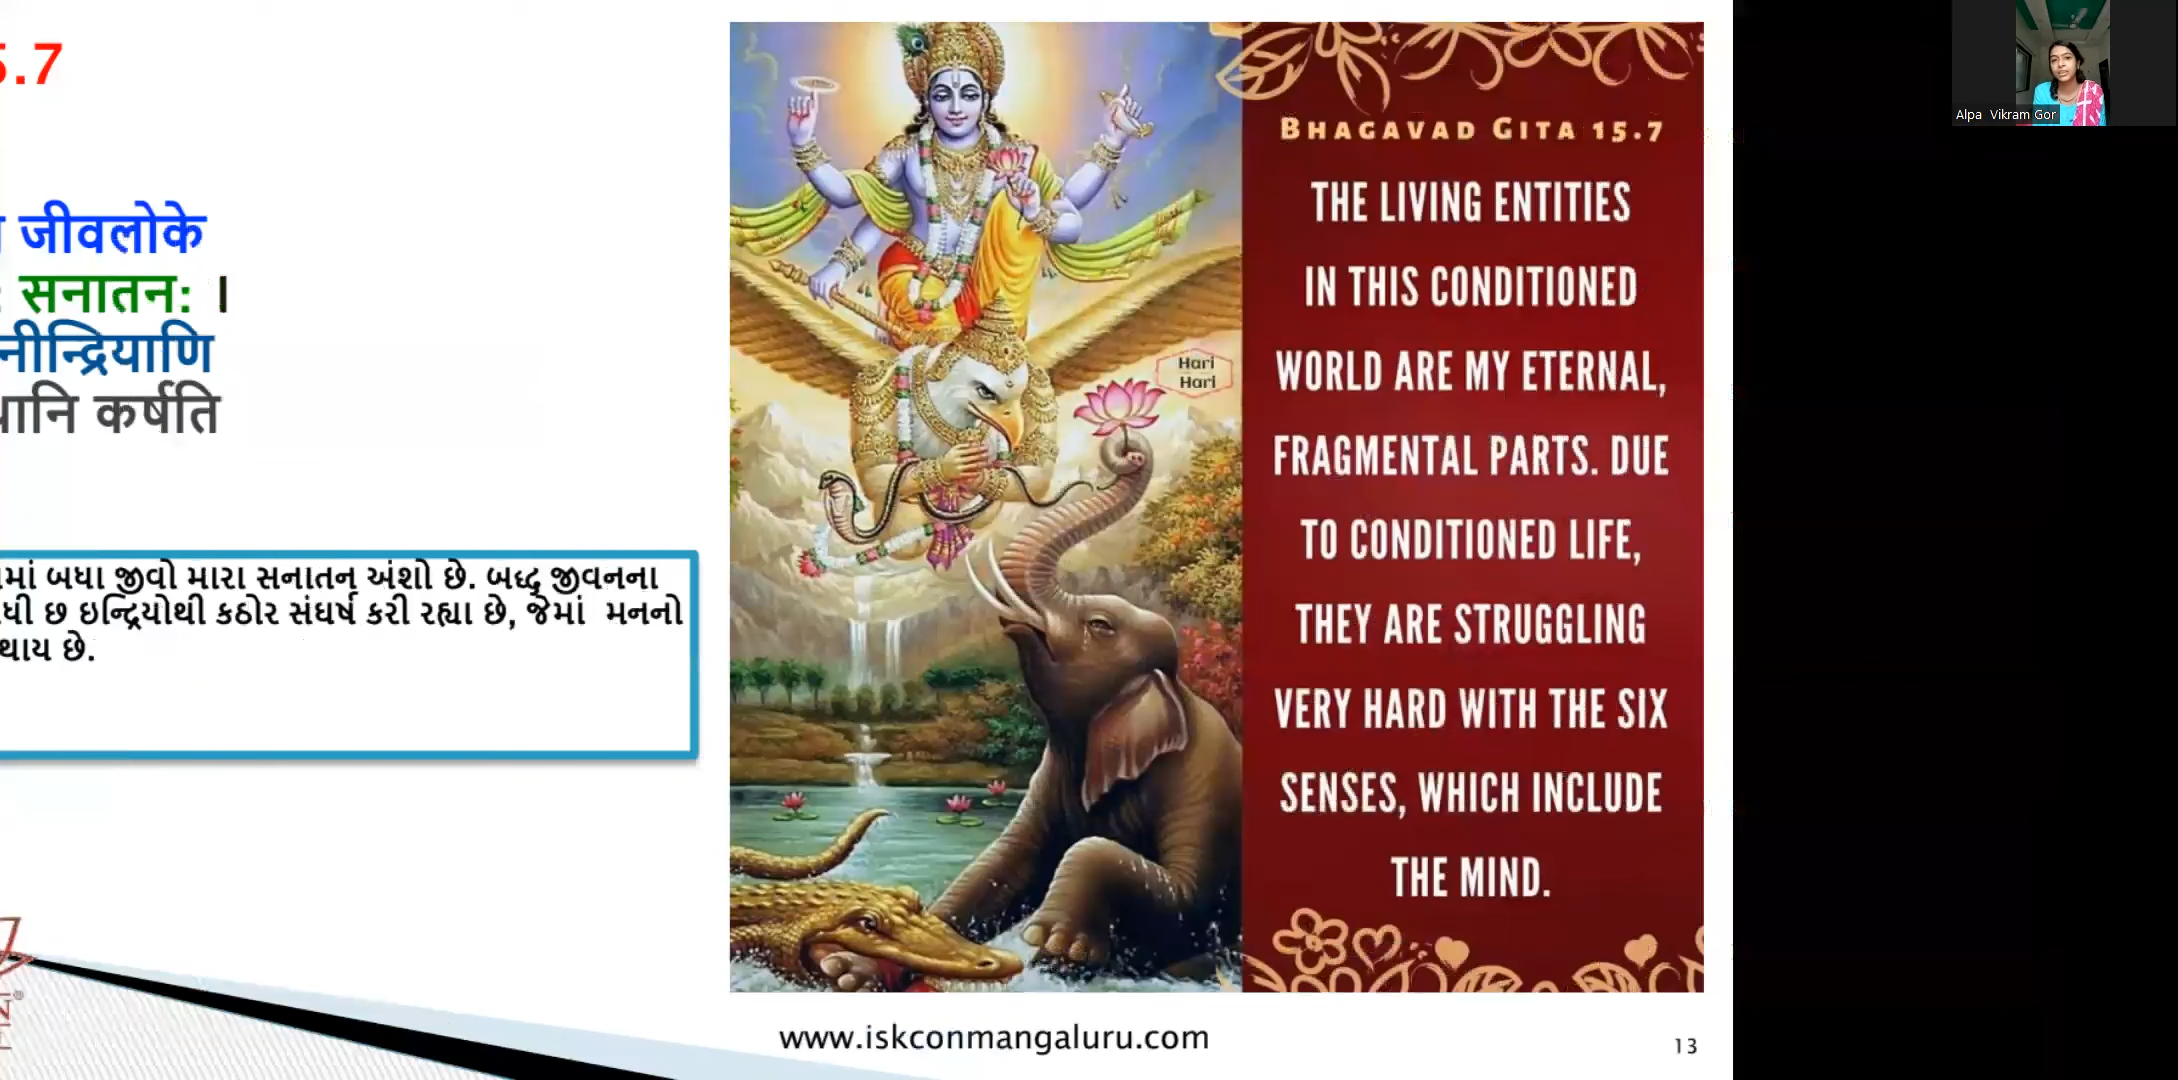 5.7
जीवलोके
सनातन: ।
नीन्द्रियाणि
थानि कर्षति
માં બધા જીવો મારા સનાતન અંશો છે. બદ્ધ જીવનના
ધી છ ઇન્દ્રિયોથી કઠોર સંઘર્ષ કરી રહ્યા છે, જેમાં મનનો
થાય છે.
Hari
Hari
BHAGAVAD GITA 15.7
THE LIVING ENTITIES
IN THIS CONDITIONED
WORLD ARE MY ETERNAL,
FRAGMENTAL PARTS. DUE
TO CONDITIONED LIFE,
THEY ARE STRUGGLING
VERY HARD WITH THE SIX
SENSES, WHICH INCLUDE
THE MIND.
www.iskconmangaluru.com
13
Alpa Vikram Gor